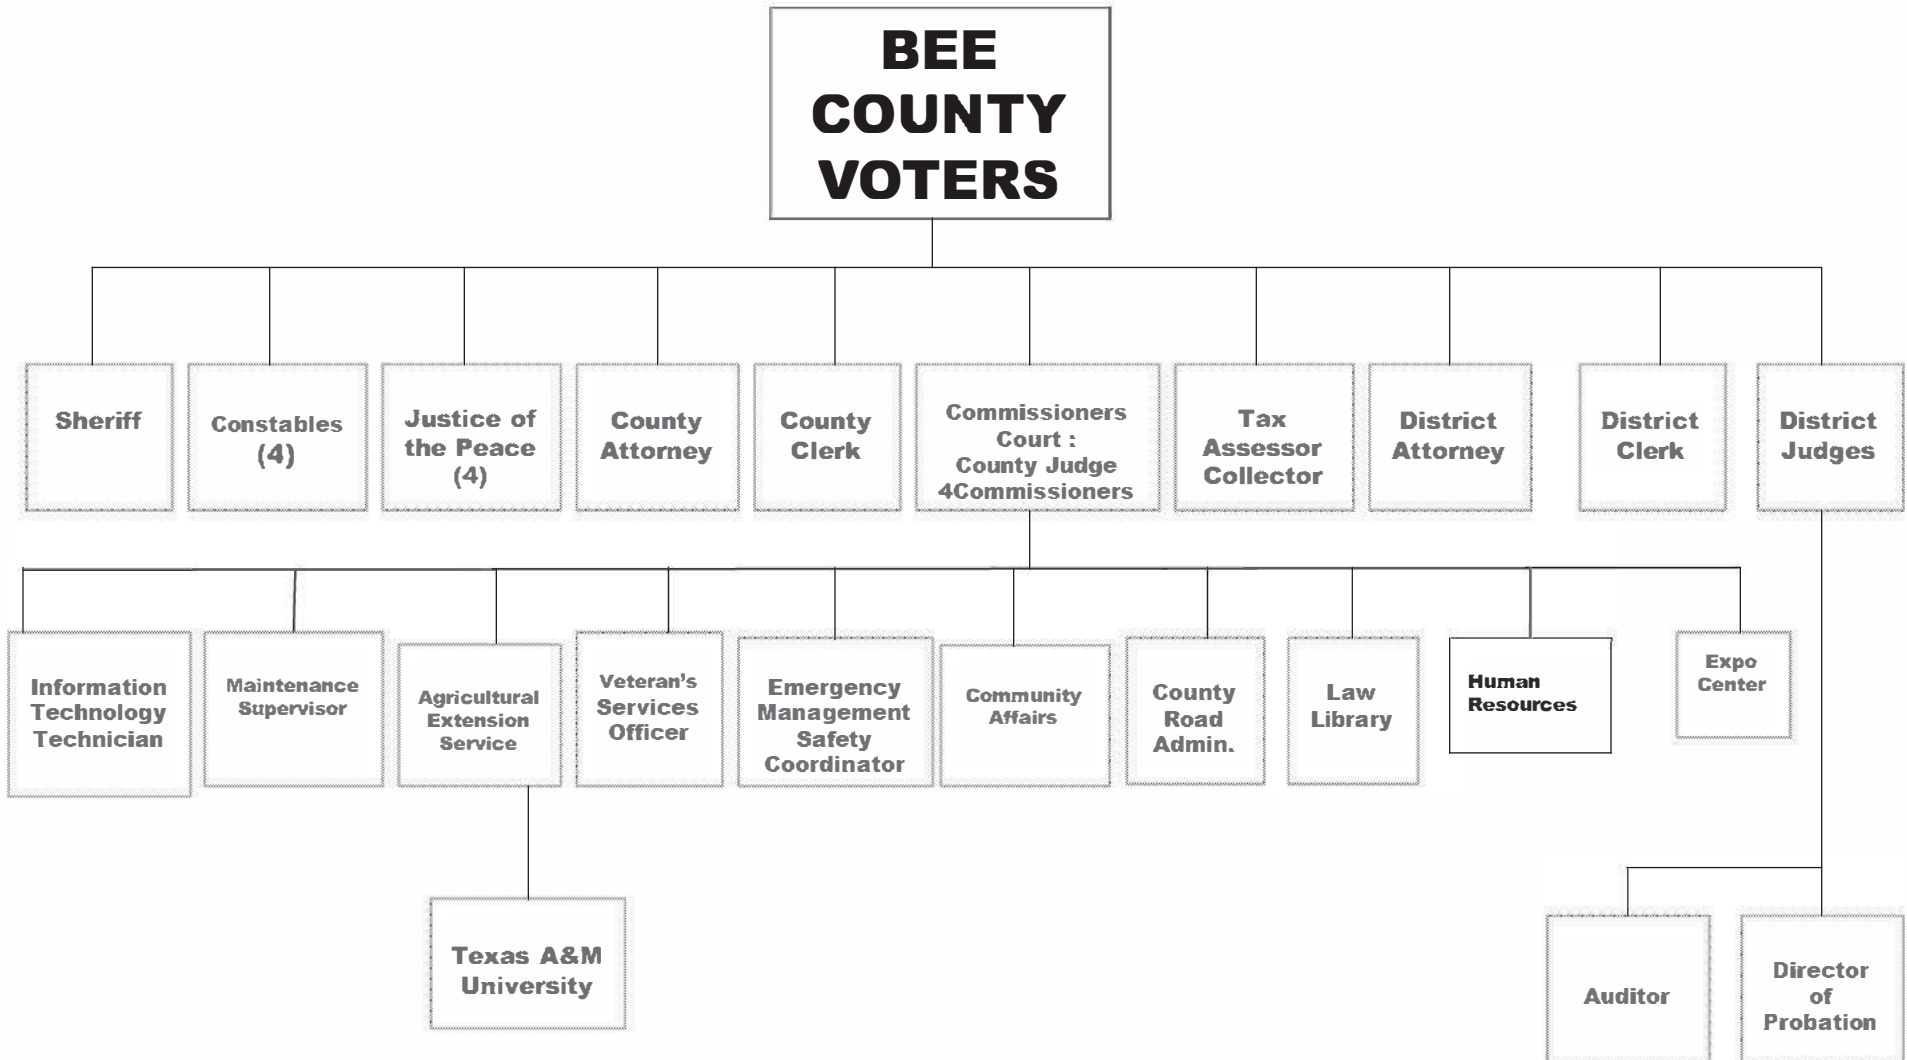 BEE
COUNTY
VOTERS
Sheriff
Constables
(4)
Justice of
the Peace
(4)
County
Attorney
County
Clerk
Commissioners
Court :
County Judge
4Commissioners
Tax
Assessor
Collector
District
Attorney
District
Clerk
District
Judges
Information
Technology
Technician
Maintenance
Supervisor
Agricultural
Extension
Service
Veteran's
Services
Officer
Emergency
Management
Safety
Coordinator
Community
Affairs
County
Road
Admin.
Law
Library
Human
Resources
Expo
Center
Texas A&M
University
Auditor
Director
of
Probation